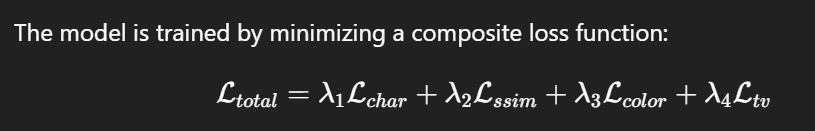 The model is trained by minimizing a composite loss function:
ℒ_total = λ₁ℒ_char + λ₂ℒ_ssim + λ₃ℒ_color + λ₄ℒ_tv